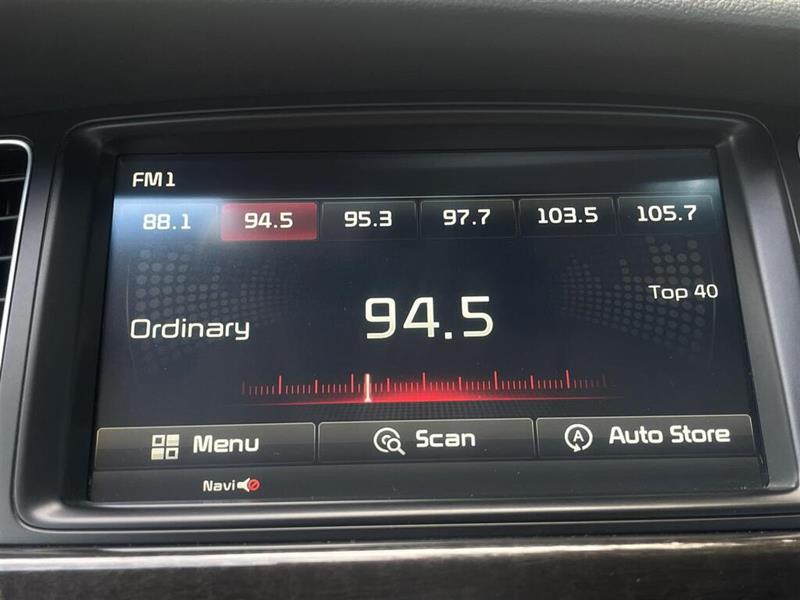 FM1
88.1 94.5 95.3 97.7 103.5 105.7
Top 40
Ordinary 94.5
Menu Scan Auto Store
Navi